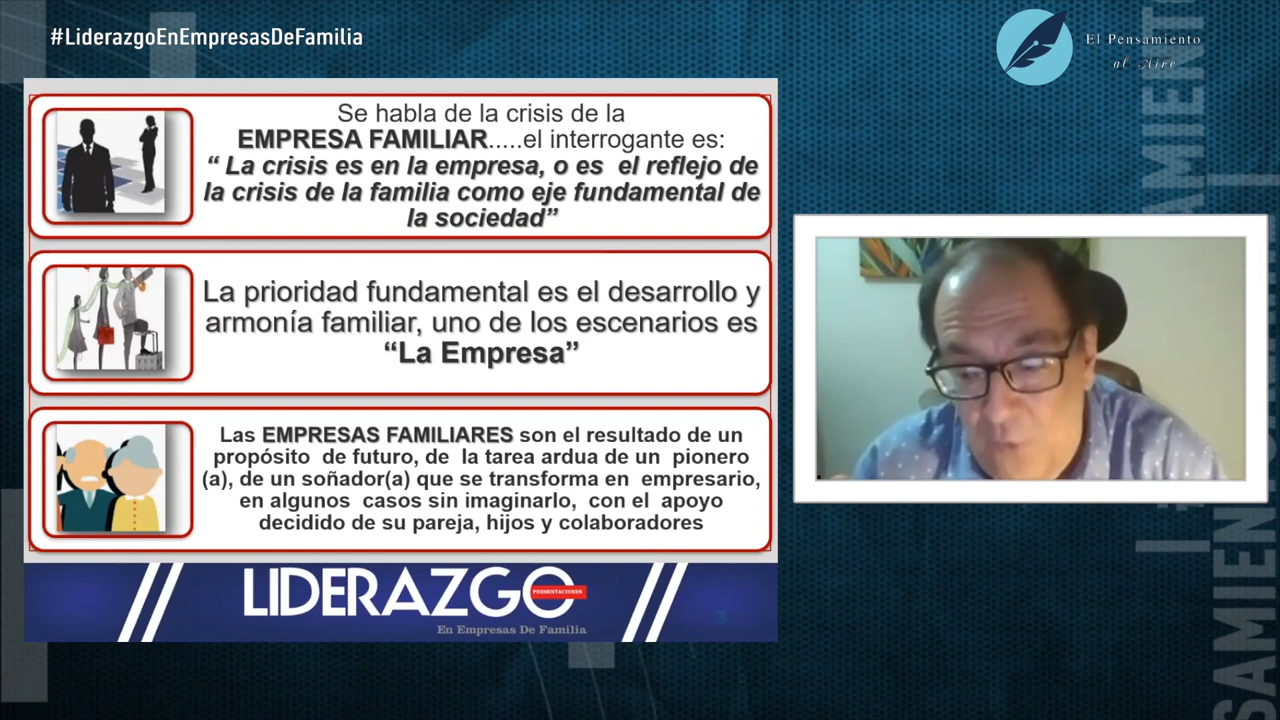 #LiderazgoEnEmpresasDeFamilia
El Pensamiento
al Aire
Se habla de la crisis de la
EMPRESA FAMILIAR.....el interrogante es:
“ La crisis es en la empresa, o es el reflejo de
la crisis de la familia como eje fundamental de
la sociedad”
La prioridad fundamental es el desarrollo y
armonía familiar, uno de los escenarios es
“La Empresa”
Las EMPRESAS FAMILIARES son el resultado de un
propósito de futuro, de la tarea ardua de un pionero
(a), de un soñador(a) que se transforma en empresario,
en algunos casos sin imaginarlo, con el apoyo
decidido de su pareja, hijos y colaboradores
LIDERAZGO
PRESENTACIONES
En Empresas De Familia
3